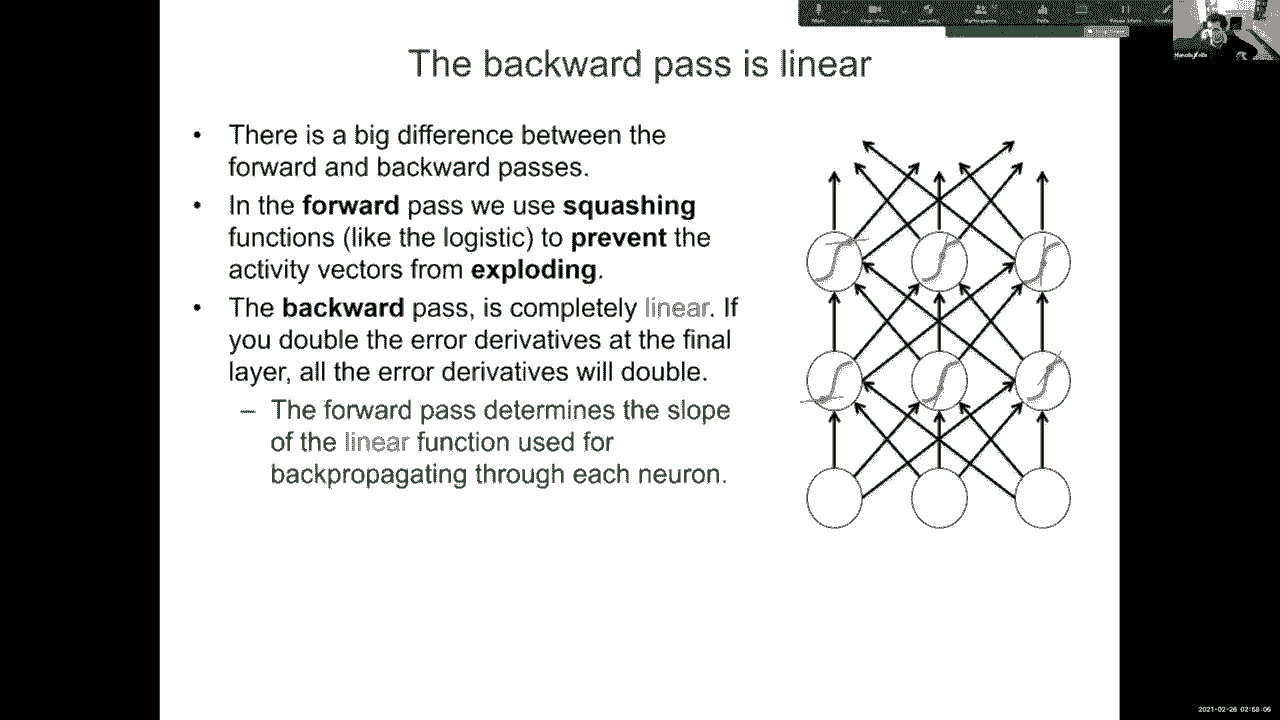 Mute Stop Video Security Participants Polls Pause Share
The backward pass is linear
• There is a big difference between the
forward and backward passes.
• In the forward pass we use squashing
functions (like the logistic) to prevent the
activity vectors from exploding.
• The backward pass, is completely linear. If
you double the error derivatives at the final
layer, all the error derivatives will double.
– The forward pass determines the slope
of the linear function used for
backpropagating through each neuron.
2021-02-26 02:58:06